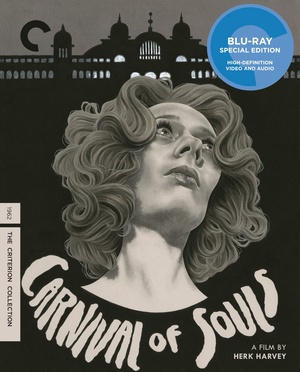 BLU-RAY
SPECIAL EDITION
HIGH-DEFINITION
VIDEO AND AUDIO
1962
THE CRITERION COLLECTION
CARNIVAL OF SOULS
A FILM BY
HERK HARVEY